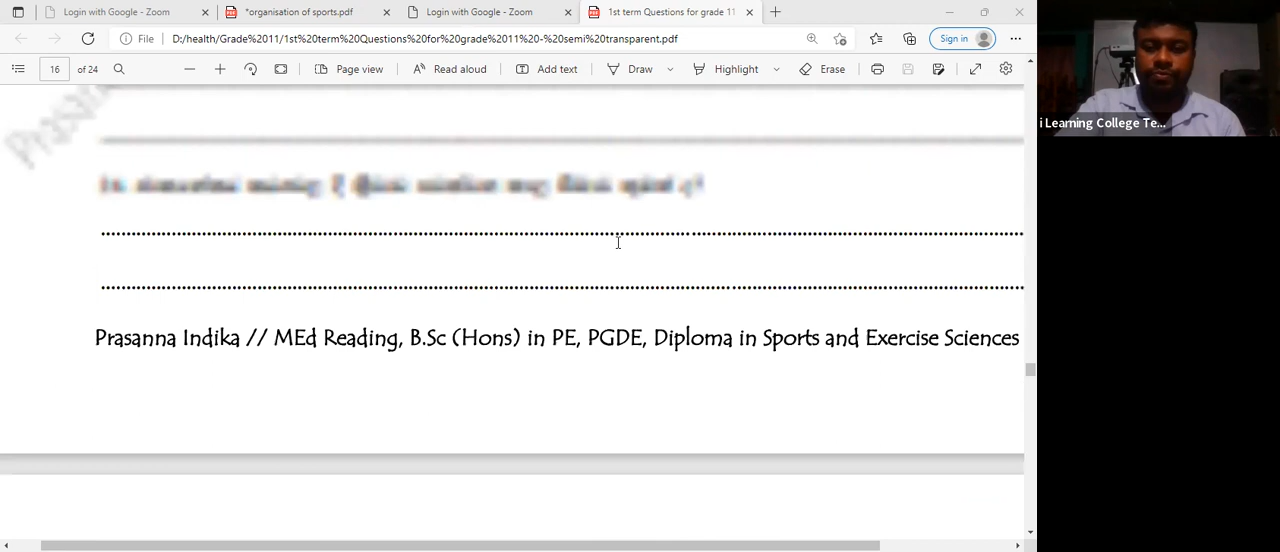 Login with Google - Zoom
*organisation of sports.pdf
Login with Google - Zoom
1st term Questions for grade 11
File
D:/health/Grade%2011/1st%20term%20Questions%20for%20grade%2011%20-%20semi%20transparent.pdf
Sign in
16 of 24
Page view
Read aloud
Add text
Draw
Highlight
Erase
i Learning College Te...
Prasanna Indika // MEd Reading, B.Sc (Hons) in PE, PGDE, Diploma in Sports and Exercise Sciences